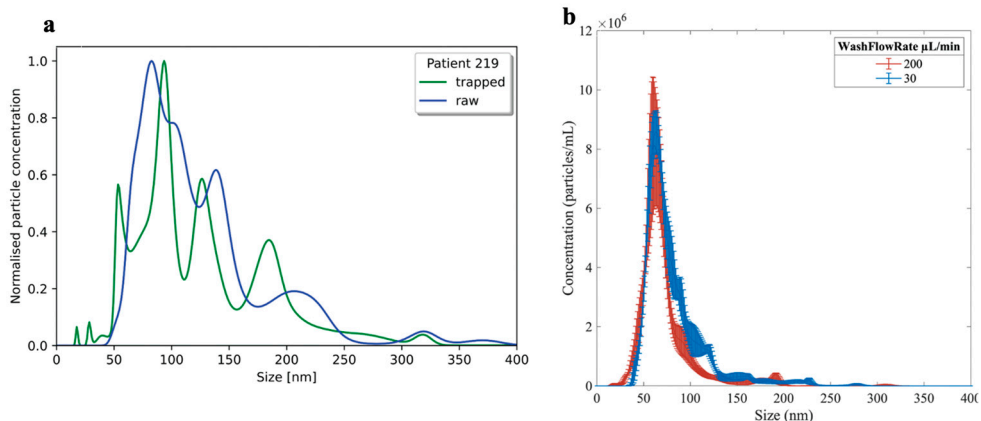 a
Patient 219
trapped
raw
Normalised particle concentration
1.0
0.8
0.6
0.4
0.2
0.0
0 50 100 150 200 250 300 350 400
Size [nm]
b
×10⁶
WashFlowRate µL/min
200
30
Concentration (particles/mL)
12
10
8
6
4
2
0
0 50 100 150 200 250 300 350 400
Size (nm)